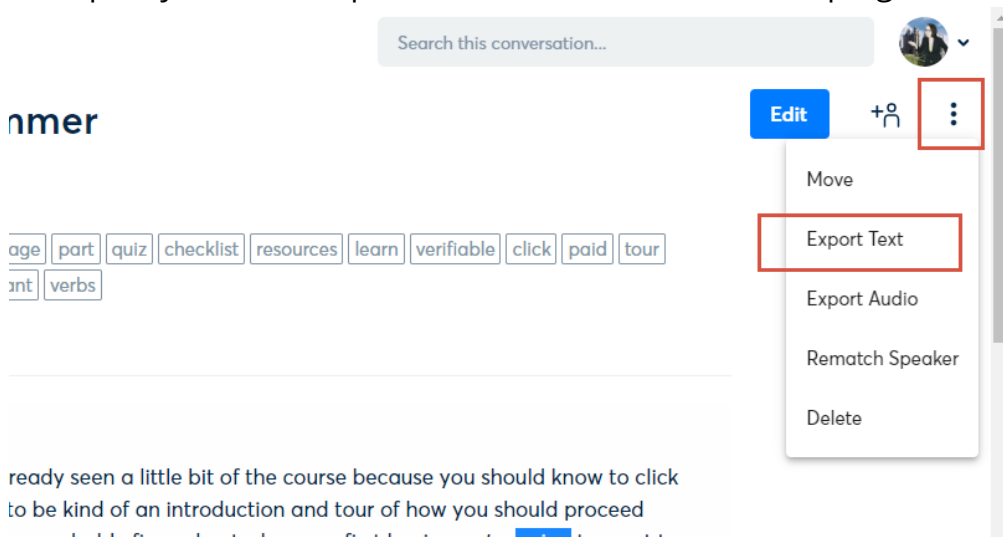 Search this conversation...
nmer
Edit
Move
age part quiz checklist resources learn verifiable click paid tour
Export Text
ant verbs
Export Audio
Rematch Speaker
Delete
ready seen a little bit of the course because you should know to click
to be kind of an introduction and tour of how you should proceed